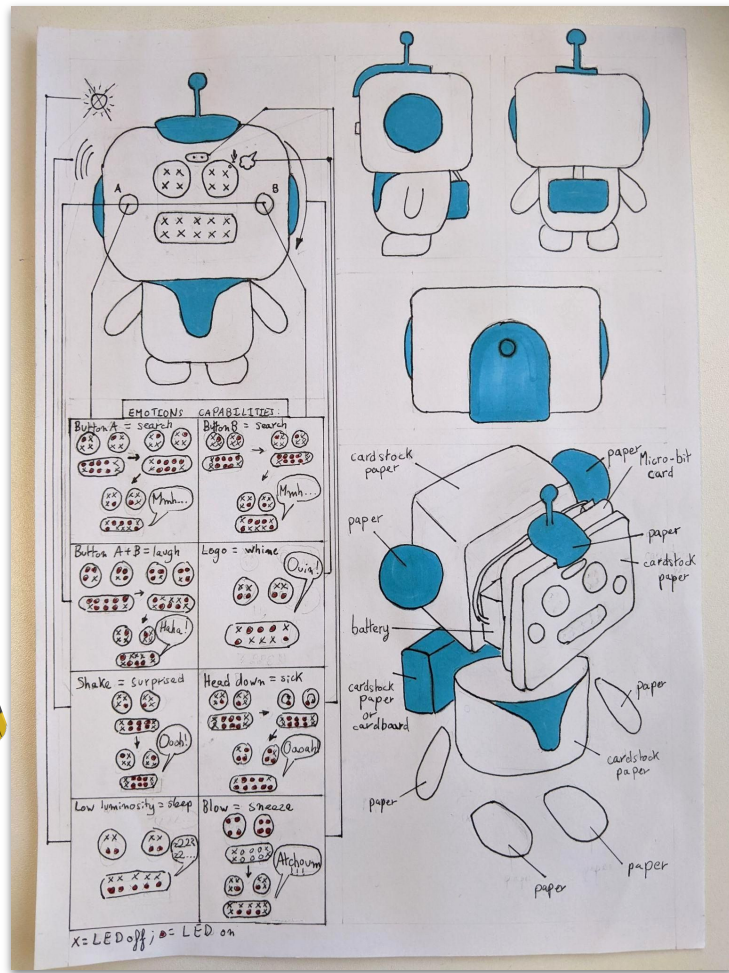 A
B
EMOTIONS CAPABILITIES:
Button A = search
Mmh...
Button B = search
Mmh...
Button A+B = laugh
Haha!
Logo = whine
Ouin!
Shake = surprised
Oooh!
Head down = sick
Oaoah!
Low luminosity = sleep
Blow = sneeze
Atchoum
!!!
X = LED off ; = LED on
cardstock
paper
paper
Micro-bit
card
paper
paper
cardstock
paper
battery
cardstock
paper
or
cardboard
paper
cardstock
paper
paper
paper
paper